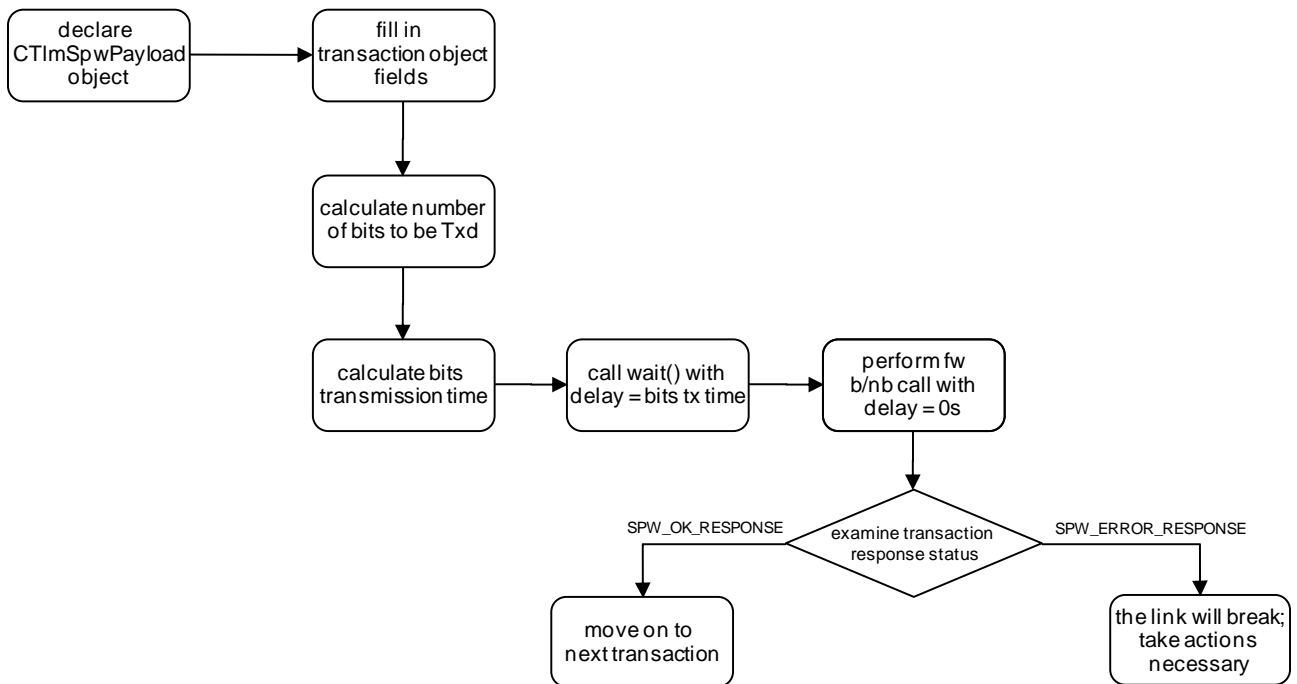 declare
CTlmSpwPayload
object
fill in
transaction object
fields
calculate number
of bits to be Txd
calculate bits
transmission time
call wait() with
delay = bits tx time
perform fw
b/nb call with
delay = 0s
SPW_OK_RESPONSE
examine transaction
response status
SPW_ERROR_RESPONSE
move on to
next transaction
the link will break;
take actions
necessary